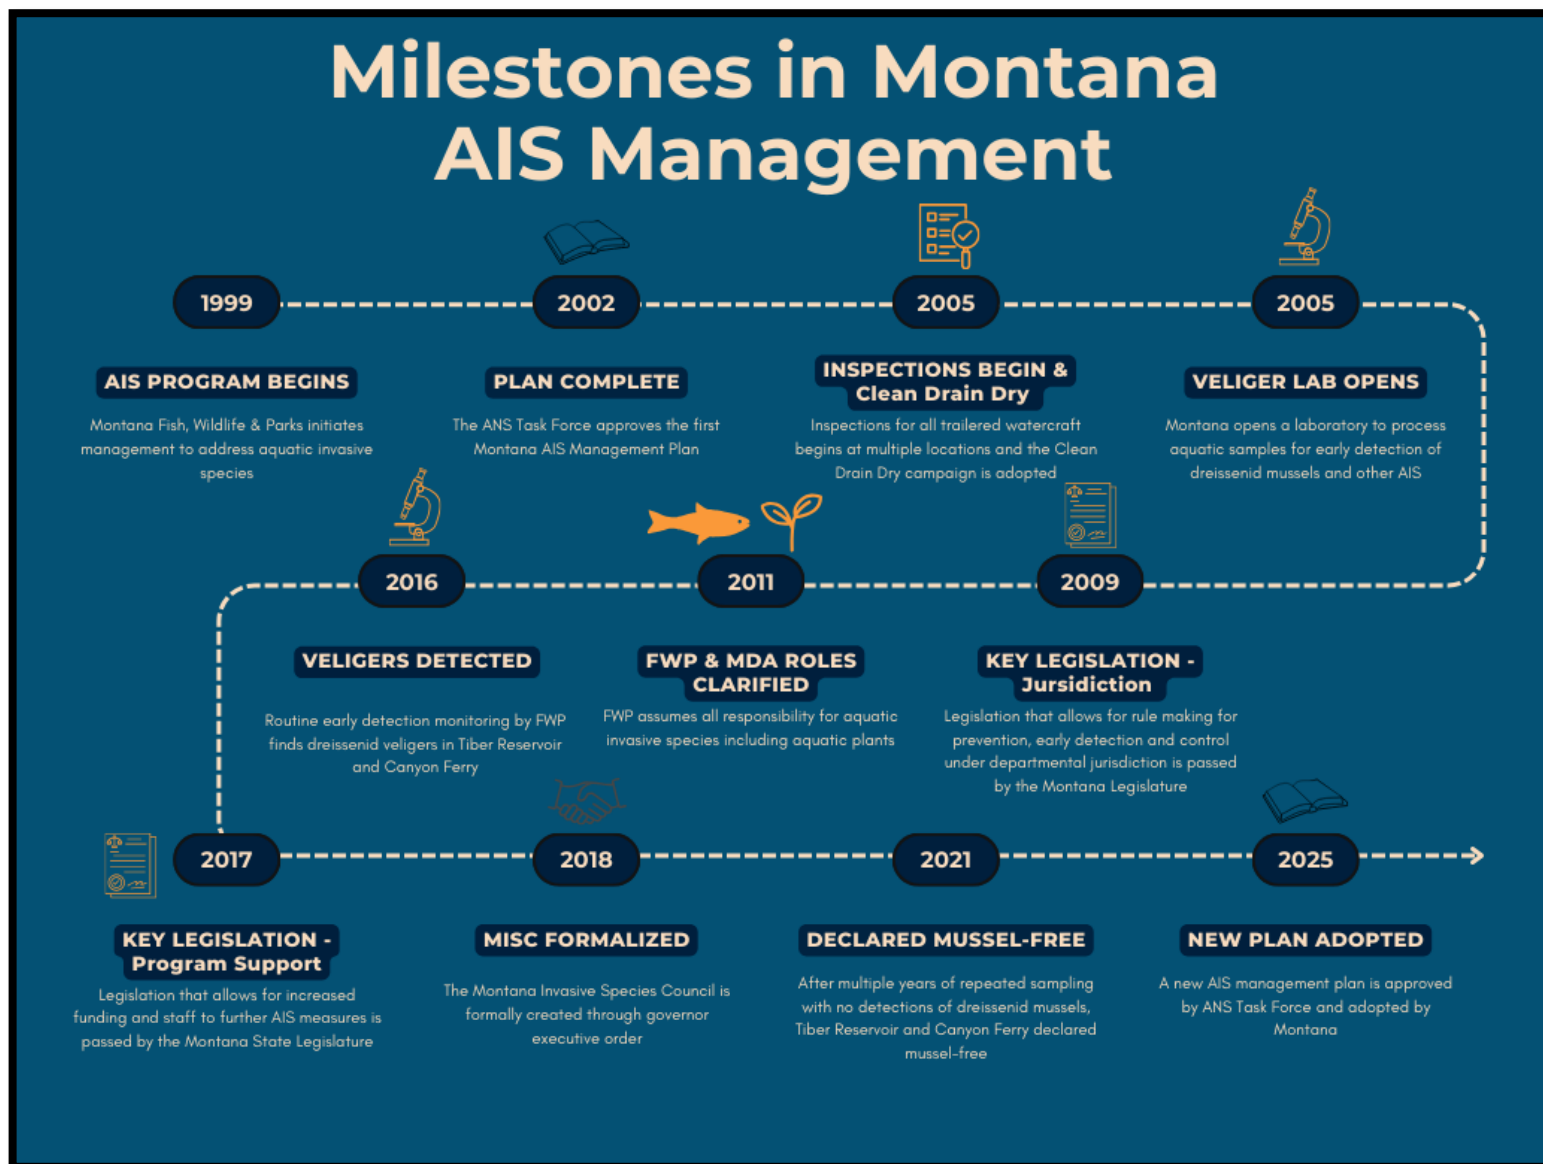 Milestones in Montana
AIS Management
1999
2002
2005
2005
AIS PROGRAM BEGINS
Montana Fish, Wildlife & Parks initiates
management to address aquatic invasive
species
PLAN COMPLETE
The ANS Task Force approves the first
Montana AIS Management Plan
INSPECTIONS BEGIN &
Clean Drain Dry
Inspections for all trailered watercraft
begins at multiple locations and the Clean
Drain Dry campaign is adopted
VELIGER LAB OPENS
Montana opens a laboratory to process
aquatic samples for early detection of
dreissenid mussels and other AIS
2016
2011
2009
VELIGERS DETECTED
Routine early detection monitoring by FWP
finds dreissenid veligers in Tiber Reservoir
and Canyon Ferry
FWP & MDA ROLES
CLARIFIED
FWP assumes all responsibility for aquatic
invasive species including aquatic plants
KEY LEGISLATION -
Jursidiction
Legislation that allows for rule making for
prevention, early detection and control
under departmental jurisdiction is passed
by the Montana Legislature
2017
2018
2021
2025
KEY LEGISLATION -
Program Support
Legislation that allows for increased
funding and staff to further AIS measures is
passed by the Montana State Legislature
MISC FORMALIZED
The Montana Invasive Species Council is
formally created through governor
executive order
DECLARED MUSSEL-FREE
After multiple years of repeated sampling
with no detections of dreissenid mussels,
Tiber Reservoir and Canyon Ferry declared
mussel-free
NEW PLAN ADOPTED
A new AIS management plan is approved
by ANS Task Force and adopted by
Montana